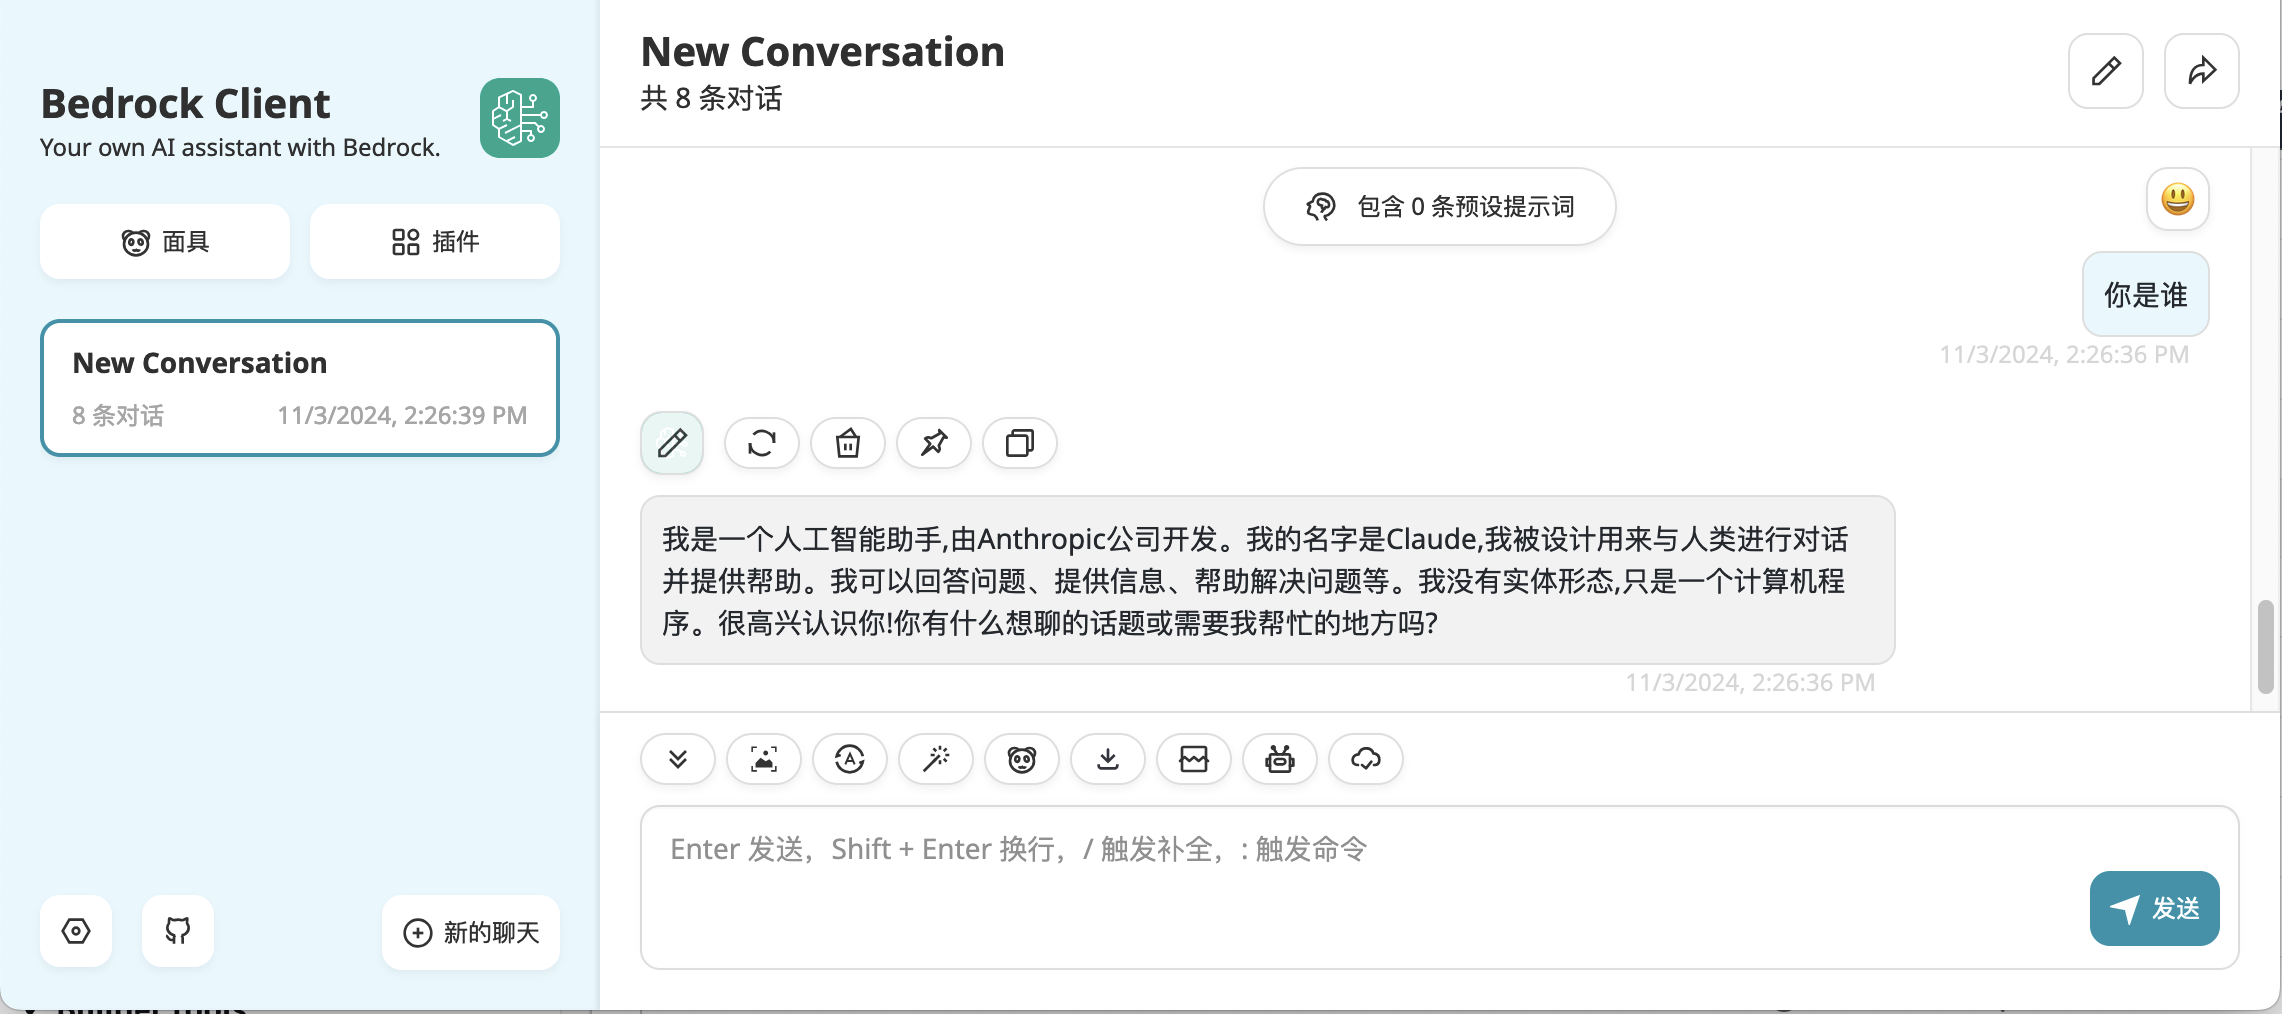 Bedrock Client
Your own AI assistant with Bedrock.
面具
插件
New Conversation
8 条对话
11/3/2024, 2:26:39 PM
新的聊天
New Conversation
共 8 条对话
包含 0 条预设提示词
你是谁
11/3/2024, 2:26:36 PM
我是一个人工智能助手,由Anthropic公司开发。我的名字是Claude,我被设计用来与人类进行对话
并提供帮助。我可以回答问题、提供信息、帮助解决问题等。我没有实体形态,只是一个计算机程
序。很高兴认识你!你有什么想聊的话题或需要我帮忙的地方吗?
11/3/2024, 2:26:36 PM
Enter 发送，Shift + Enter 换行，/ 触发补全，: 触发命令
发送